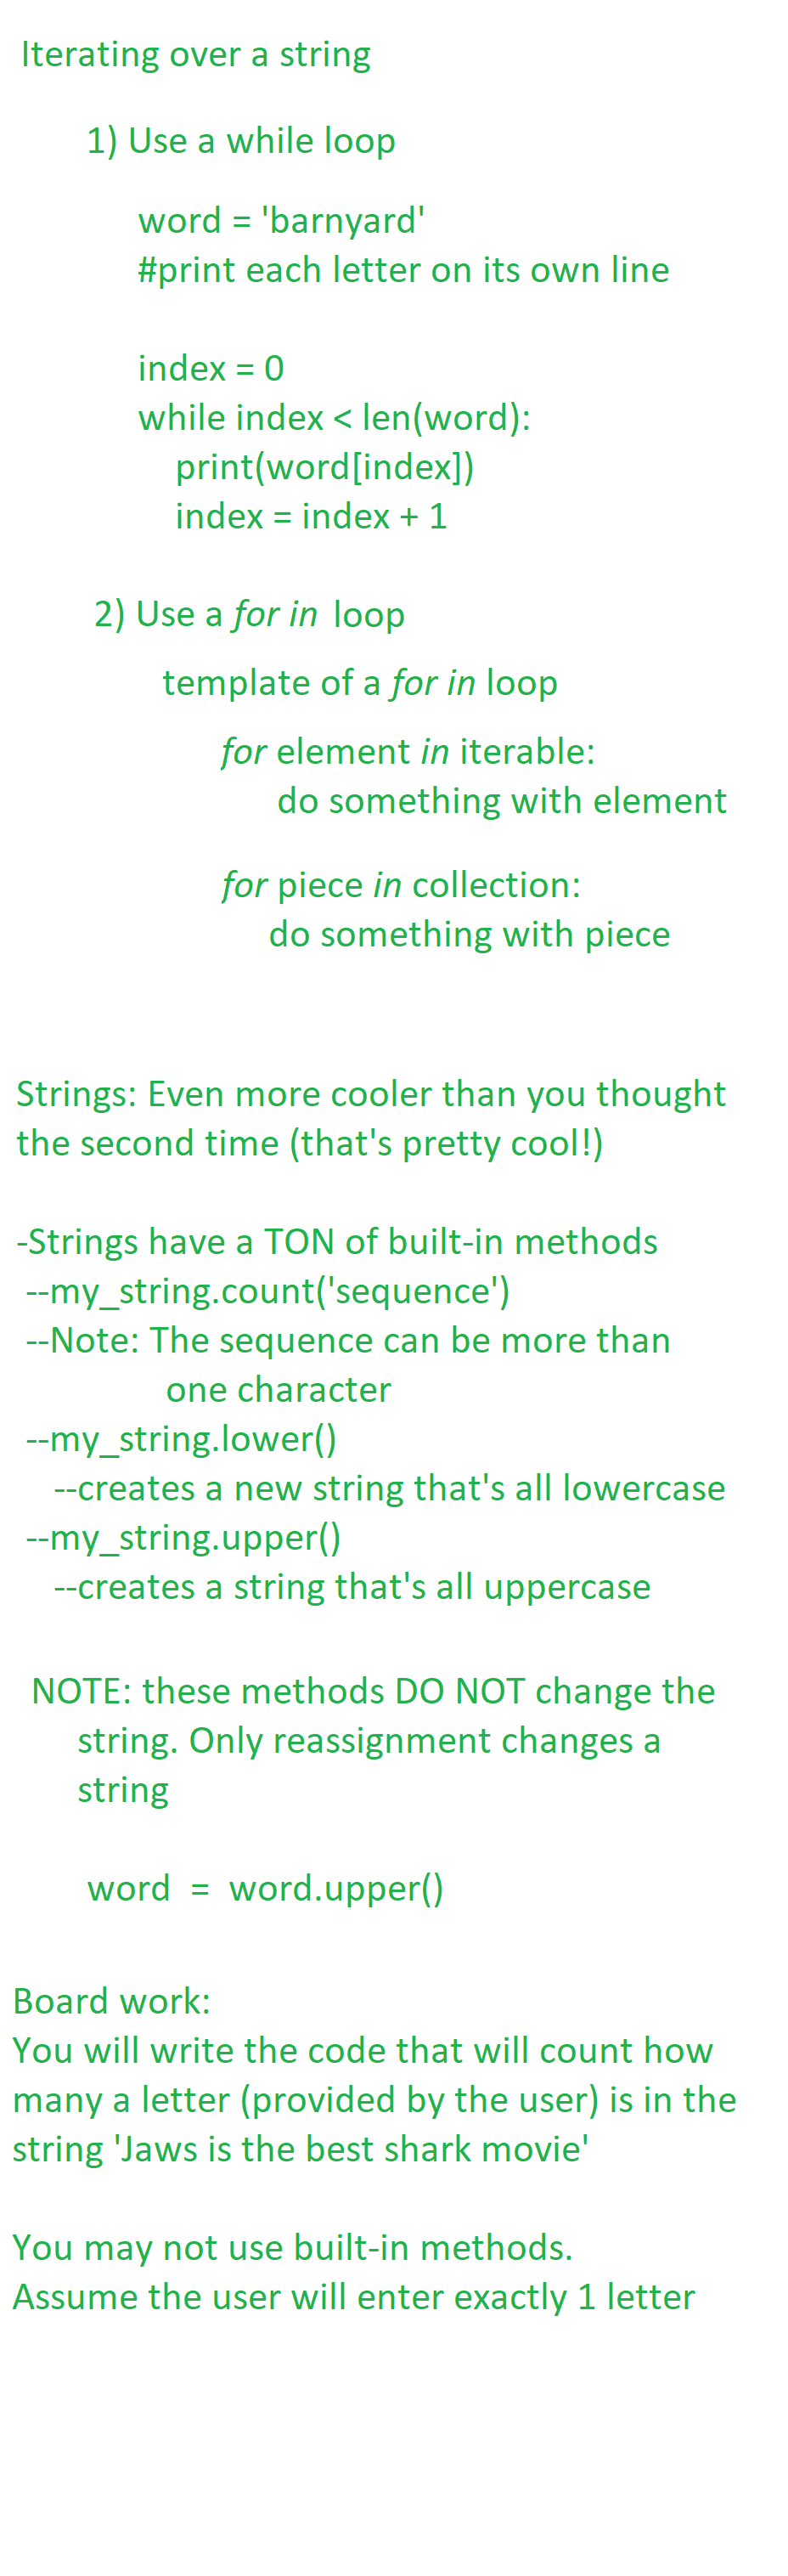 Iterating over a string
1) Use a while loop
word = 'barnyard'
#print each letter on its own line
index = 0
while index < len(word):
print(word[index])
index = index + 1
2) Use a for in loop
template of a for in loop
for element in iterable:
do something with element
for piece in collection:
do something with piece
Strings: Even more cooler than you thought
the second time (that's pretty cool!)
-Strings have a TON of built-in methods
--my_string.count('sequence')
--Note: The sequence can be more than
one character
--my_string.lower()
--creates a new string that's all lowercase
--my_string.upper()
--creates a string that's all uppercase
NOTE: these methods DO NOT change the
string. Only reassignment changes a
string
word = word.upper()
Board work:
You will write the code that will count how
many a letter (provided by the user) is in the
string 'Jaws is the best shark movie'
You may not use built-in methods.
Assume the user will enter exactly 1 letter